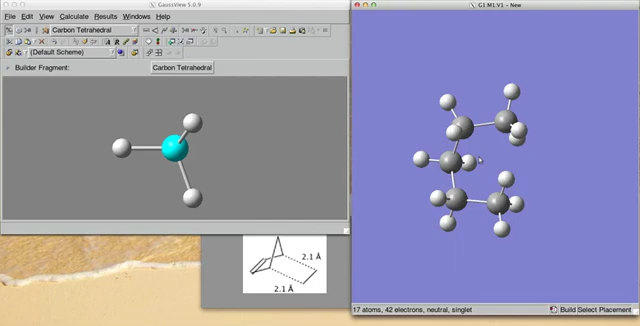 GaussView 5.0.9
File Edit View Calculate Results Windows Help
Carbon Tetrahedral
(Default Scheme)
Builder Fragment: Carbon Tetrahedral
2.1 Å
2.1 Å
G1:M1:V1 - New
17 atoms, 42 electrons, neutral, singlet
Build Select Placement